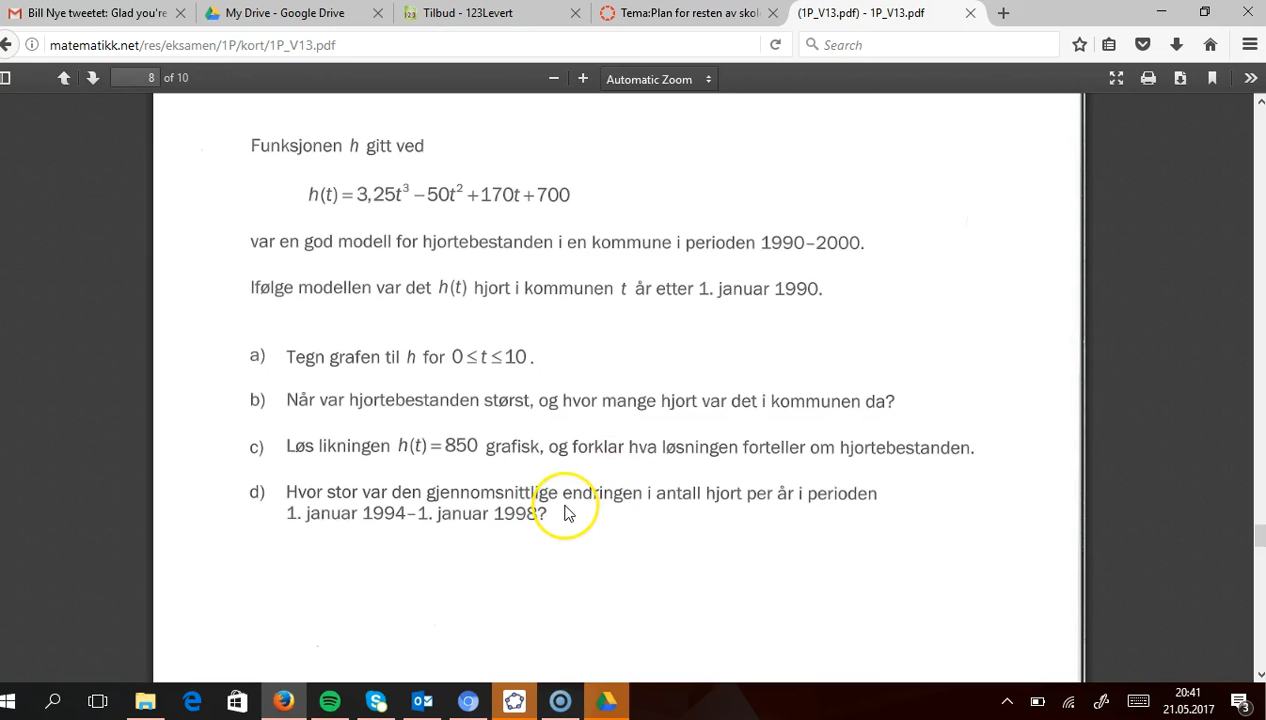 Bill Nye tweetet: Glad you're
My Drive - Google Drive
Tilbud - 123Levert
Tema:Plan for resten av skol
(1P_V13.pdf) - 1P_V13.pdf
matematikk.net/res/eksamen/1P/kort/1P_V13.pdf
Search
8 of 10
Automatic Zoom
Funksjonen h gitt ved
h(t) = 3,25t³ − 50t² + 170t + 700
var en god modell for hjortebestanden i en kommune i perioden 1990–2000.
Ifølge modellen var det h(t) hjort i kommunen t år etter 1. januar 1990.
a) Tegn grafen til h for 0 ≤ t ≤ 10 .
b) Når var hjortebestanden størst, og hvor mange hjort var det i kommunen da?
c) Løs likningen h(t) = 850 grafisk, og forklar hva løsningen forteller om hjortebestanden.
d) Hvor stor var den gjennomsnittlige endringen i antall hjort per år i perioden
1. januar 1994–1. januar 1998?
20:41
21.05.2017
3